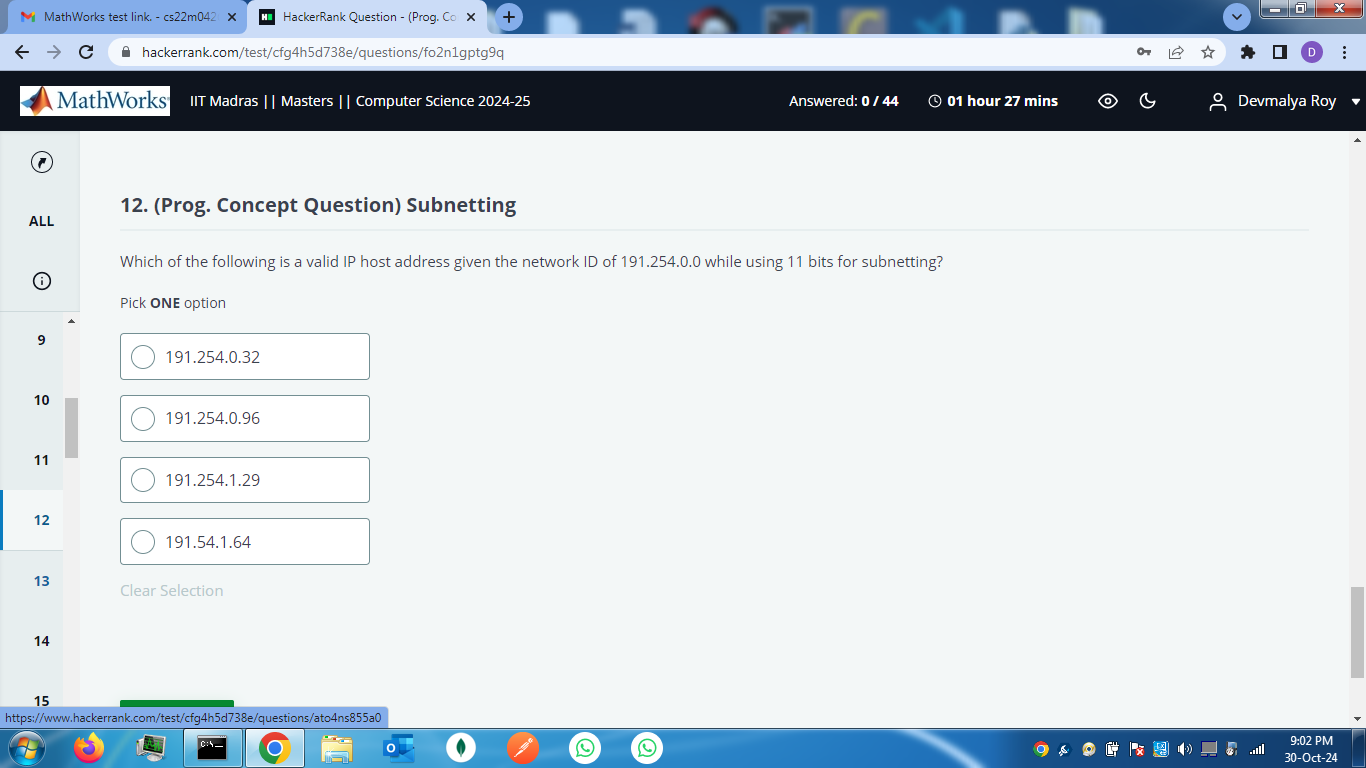 MathWorks test link. - cs22m042
HackerRank Question - (Prog. Co
hackerrank.com/test/cfg4h5d738e/questions/fo2n1gptg9q
D
MathWorks
IIT Madras || Masters || Computer Science 2024-25
Answered: 0 / 44
01 hour 27 mins
Devmalya Roy
ALL
9
10
11
12
13
14
15
12. (Prog. Concept Question) Subnetting
Which of the following is a valid IP host address given the network ID of 191.254.0.0 while using 11 bits for subnetting?
Pick ONE option
191.254.0.32
191.254.0.96
191.254.1.29
191.54.1.64
Clear Selection
https://www.hackerrank.com/test/cfg4h5d738e/questions/ato4ns855a0
9:02 PM
30-Oct-24